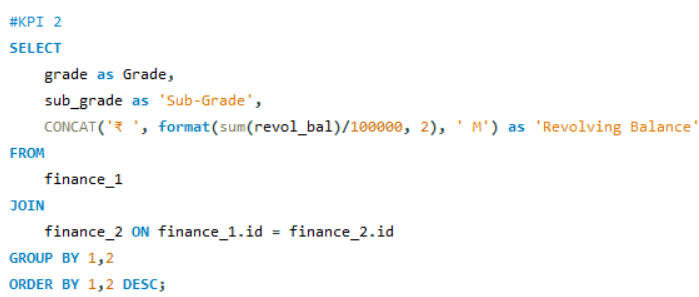 #KPI 2
SELECT
grade as Grade,
sub_grade as 'Sub-Grade',
CONCAT('₹ ', format(sum(revol_bal)/100000, 2), ' M') as 'Revolving Balance'
FROM
finance_1
JOIN
finance_2 ON finance_1.id = finance_2.id
GROUP BY 1,2
ORDER BY 1,2 DESC;